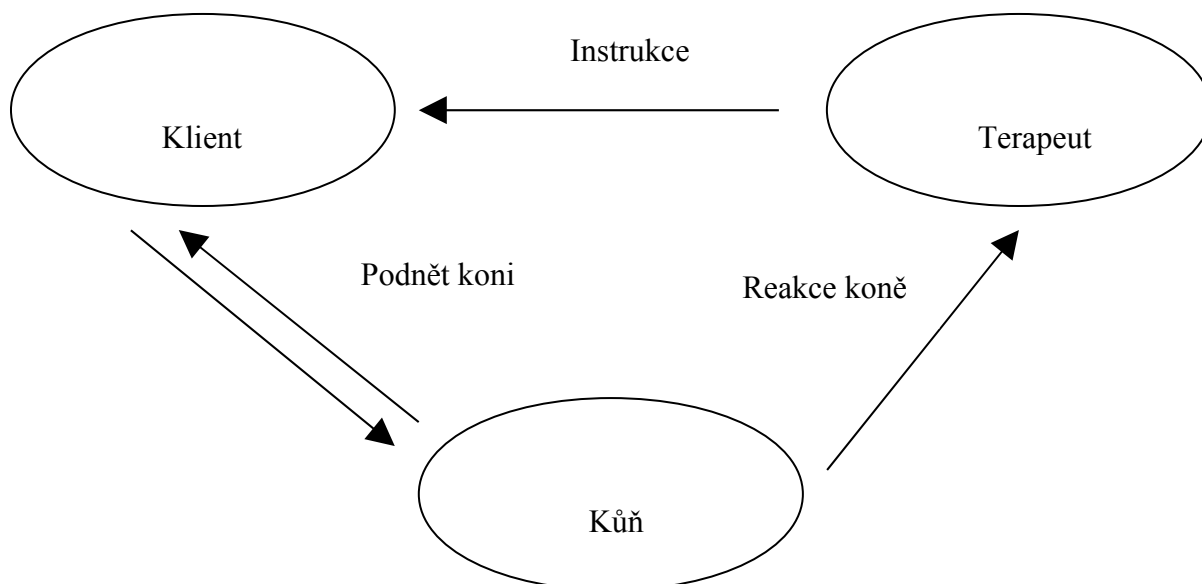 Instrukce
Klient
Terapeut
Podnět koni
Reakce koně
Kůň